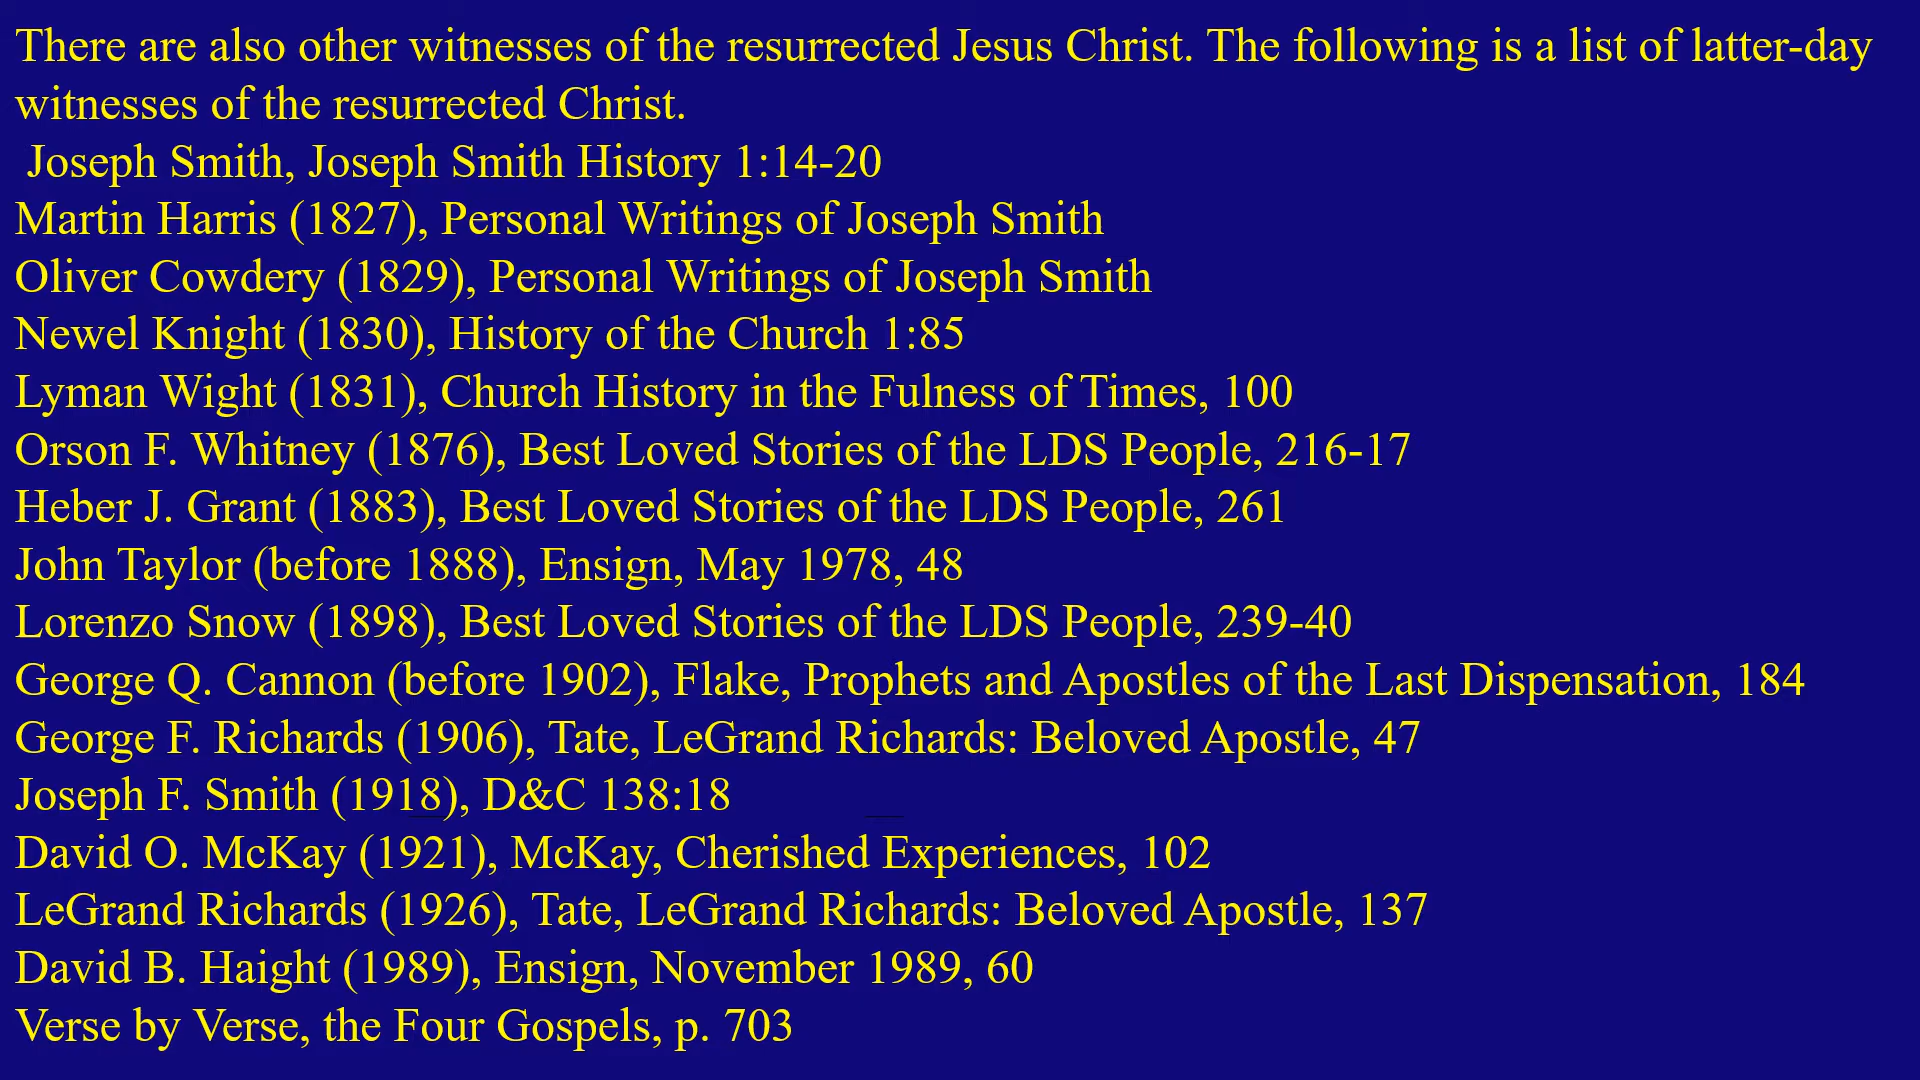 There are also other witnesses of the resurrected Jesus Christ. The following is a list of latter-day
witnesses of the resurrected Christ.
Joseph Smith, Joseph Smith History 1:14-20
Martin Harris (1827), Personal Writings of Joseph Smith
Oliver Cowdery (1829), Personal Writings of Joseph Smith
Newel Knight (1830), History of the Church 1:85
Lyman Wight (1831), Church History in the Fulness of Times, 100
Orson F. Whitney (1876), Best Loved Stories of the LDS People, 216-17
Heber J. Grant (1883), Best Loved Stories of the LDS People, 261
John Taylor (before 1888), Ensign, May 1978, 48
Lorenzo Snow (1898), Best Loved Stories of the LDS People, 239-40
George Q. Cannon (before 1902), Flake, Prophets and Apostles of the Last Dispensation, 184
George F. Richards (1906), Tate, LeGrand Richards: Beloved Apostle, 47
Joseph F. Smith (1918), D&C 138:18
David O. McKay (1921), McKay, Cherished Experiences, 102
LeGrand Richards (1926), Tate, LeGrand Richards: Beloved Apostle, 137
David B. Haight (1989), Ensign, November 1989, 60
Verse by Verse, the Four Gospels, p. 703